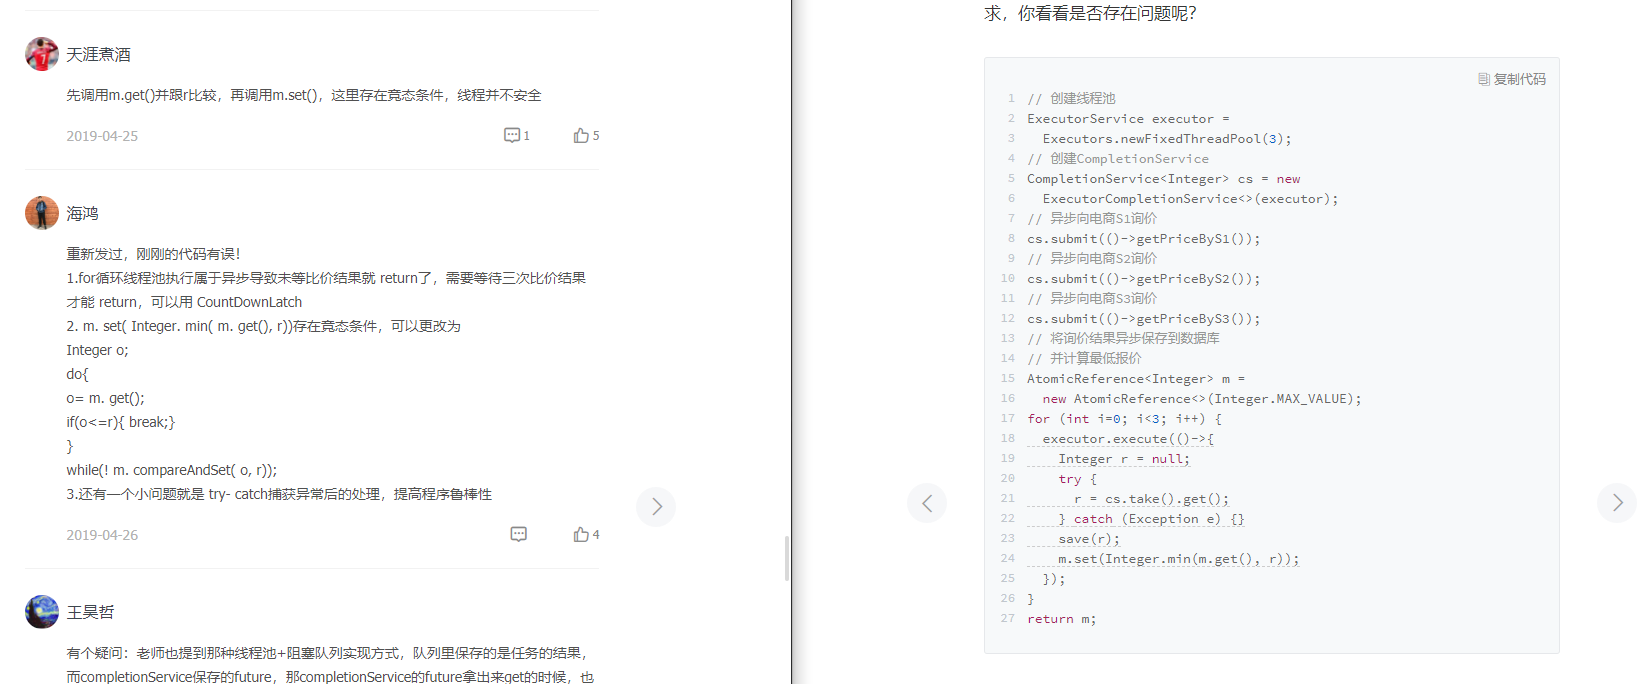 天涯煮酒
先调用m.get()并跟r比较，再调用m.set()，这里存在竞态条件，线程并不安全
2019-04-25
1
5
海鸿
重新发过，刚刚的代码有误！
1.for循环线程池执行属于异步导致未等比价结果就 return了，需要等待三次比价结果
才能 return，可以用 CountDownLatch
2. m. set( Integer. min( m. get(), r))存在竞态条件，可以更改为
Integer o;
do{
o= m. get();
if(o<=r){ break;}
}
while(! m. compareAndSet( o, r));
3.还有一个小问题就是 try- catch捕获异常后的处理，提高程序鲁棒性
2019-04-26
4
王昊哲
有个疑问：老师也提到那种线程池+阻塞队列实现方式，队列里保存的是任务的结果，
而completionService保存的future，那completionService的future拿出来get的时候，也
求，你看看是否存在问题呢？
复制代码
1 // 创建线程池
2 ExecutorService executor =
3 Executors.newFixedThreadPool(3);
4 // 创建CompletionService
5 CompletionService<Integer> cs = new
6 ExecutorCompletionService<>(executor);
7 // 异步向电商S1询价
8 cs.submit(()->getPriceByS1());
9 // 异步向电商S2询价
10 cs.submit(()->getPriceByS2());
11 // 异步向电商S3询价
12 cs.submit(()->getPriceByS3());
13 // 将询价结果异步保存到数据库
14 // 并计算最低报价
15 AtomicReference<Integer> m =
16 new AtomicReference<>(Integer.MAX_VALUE);
17 for (int i=0; i<3; i++) {
18 executor.execute(()->{
19 Integer r = null;
20 try {
21 r = cs.take().get();
22 } catch (Exception e) {}
23 save(r);
24 m.set(Integer.min(m.get(), r));
25 });
26 }
27 return m;